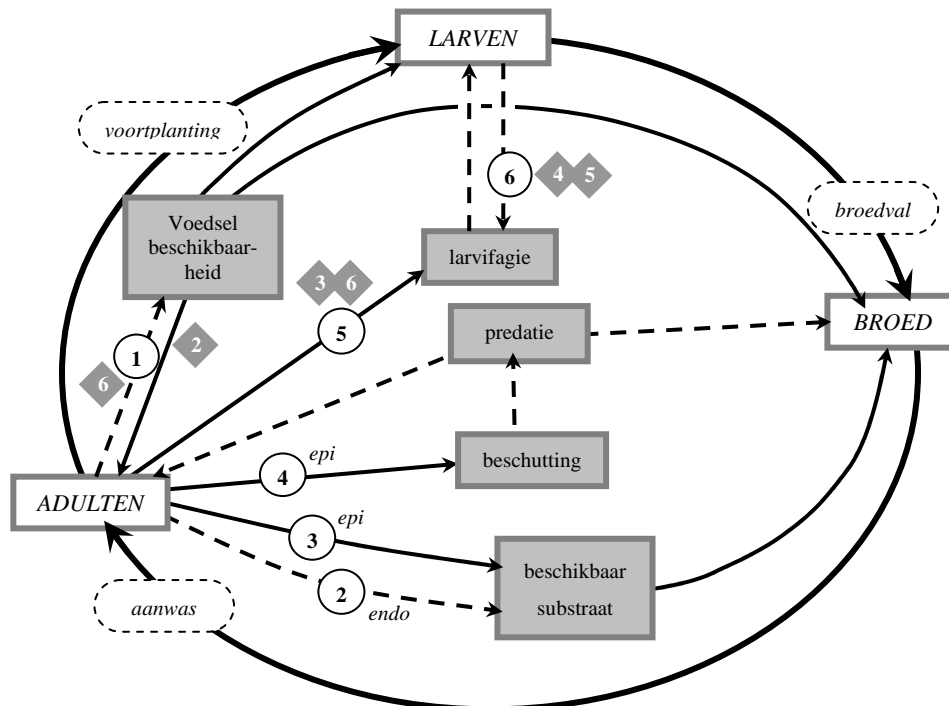 LARVEN
voortplanting
6
4
5
Voedsel
beschikbaar-
heid
broedval
larvifagie
3
6
5
BROED
predatie
1
2
6
epi
beschutting
4
ADULTEN
epi
3
beschikbaar
substraat
2
endo
aanwas